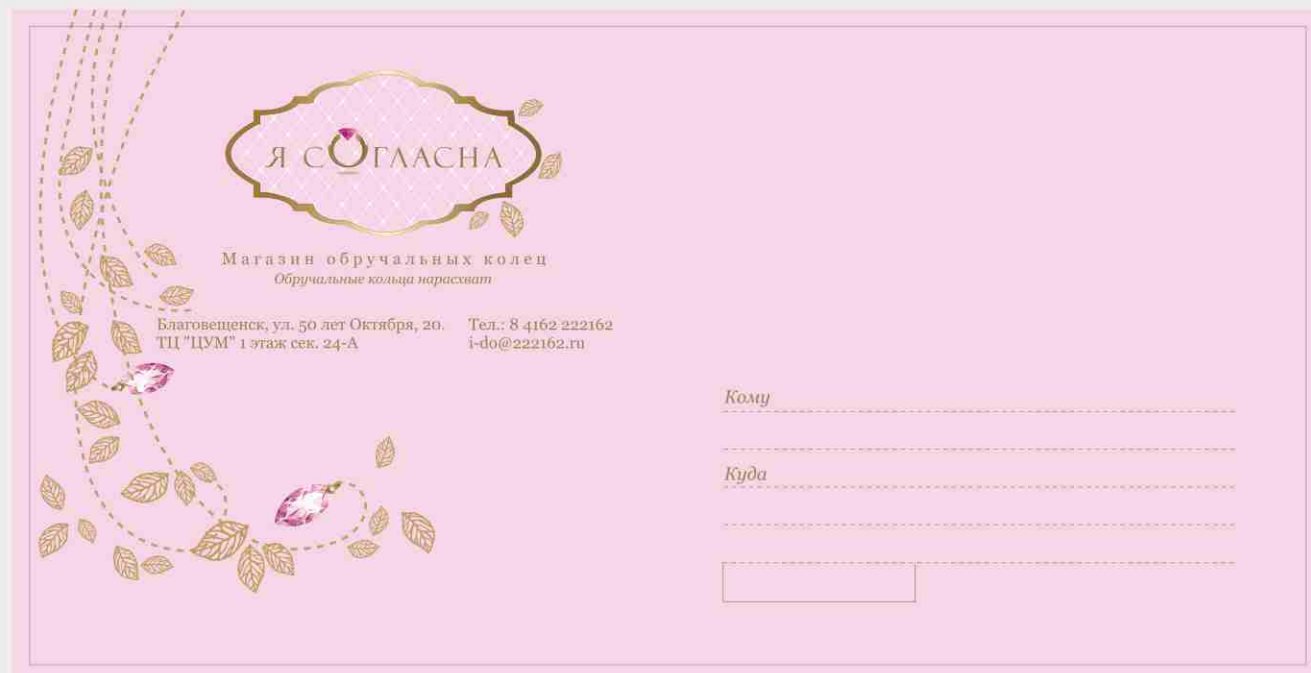 Я СОГЛАСНА
Магазин обручальных колец
Обручальные кольца нарасхват
Благовещенск, ул. 50 лет Октября, 20. Тел.: 8 4162 222162
ТЦ "ЦУМ" 1 этаж сек. 24-А i-do@222162.ru
Кому
Куда